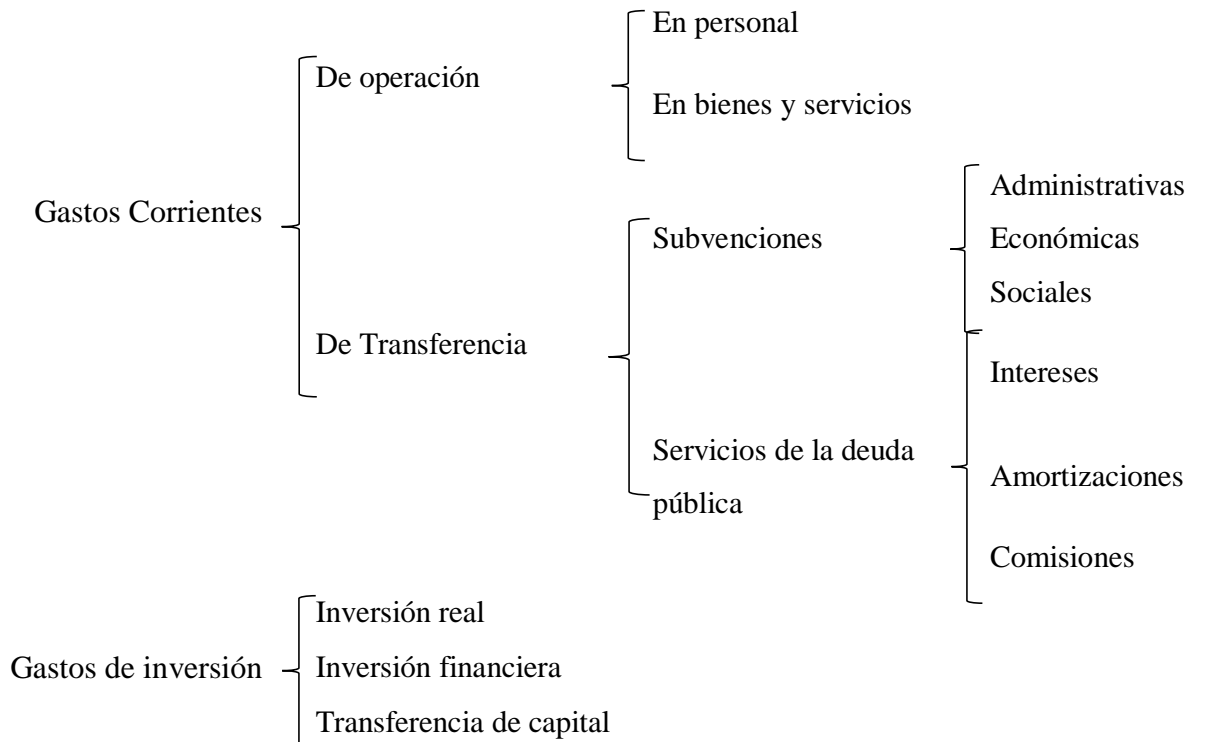 Gastos Corrientes
De operación
En personal
En bienes y servicios
De Transferencia
Subvenciones
Administrativas
Económicas
Sociales
Servicios de la deuda
pública
Intereses
Amortizaciones
Comisiones
Gastos de inversión
Inversión real
Inversión financiera
Transferencia de capital